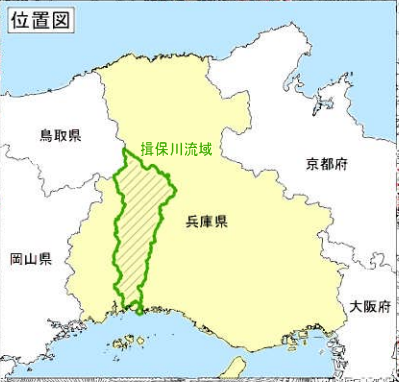 位置図
鳥取県
揖保川流域
京都府
兵庫県
岡山県
大阪府